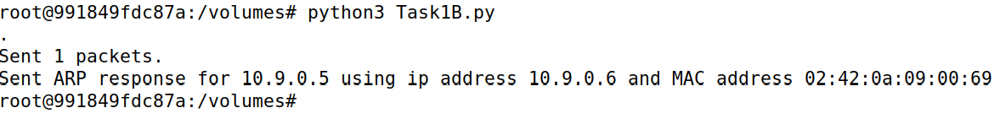 root@991849fdc87a:/volumes# python3 Task1B.py
.
Sent 1 packets.
Sent ARP response for 10.9.0.5 using ip address 10.9.0.6 and MAC address 02:42:0a:09:00:69
root@991849fdc87a:/volumes#